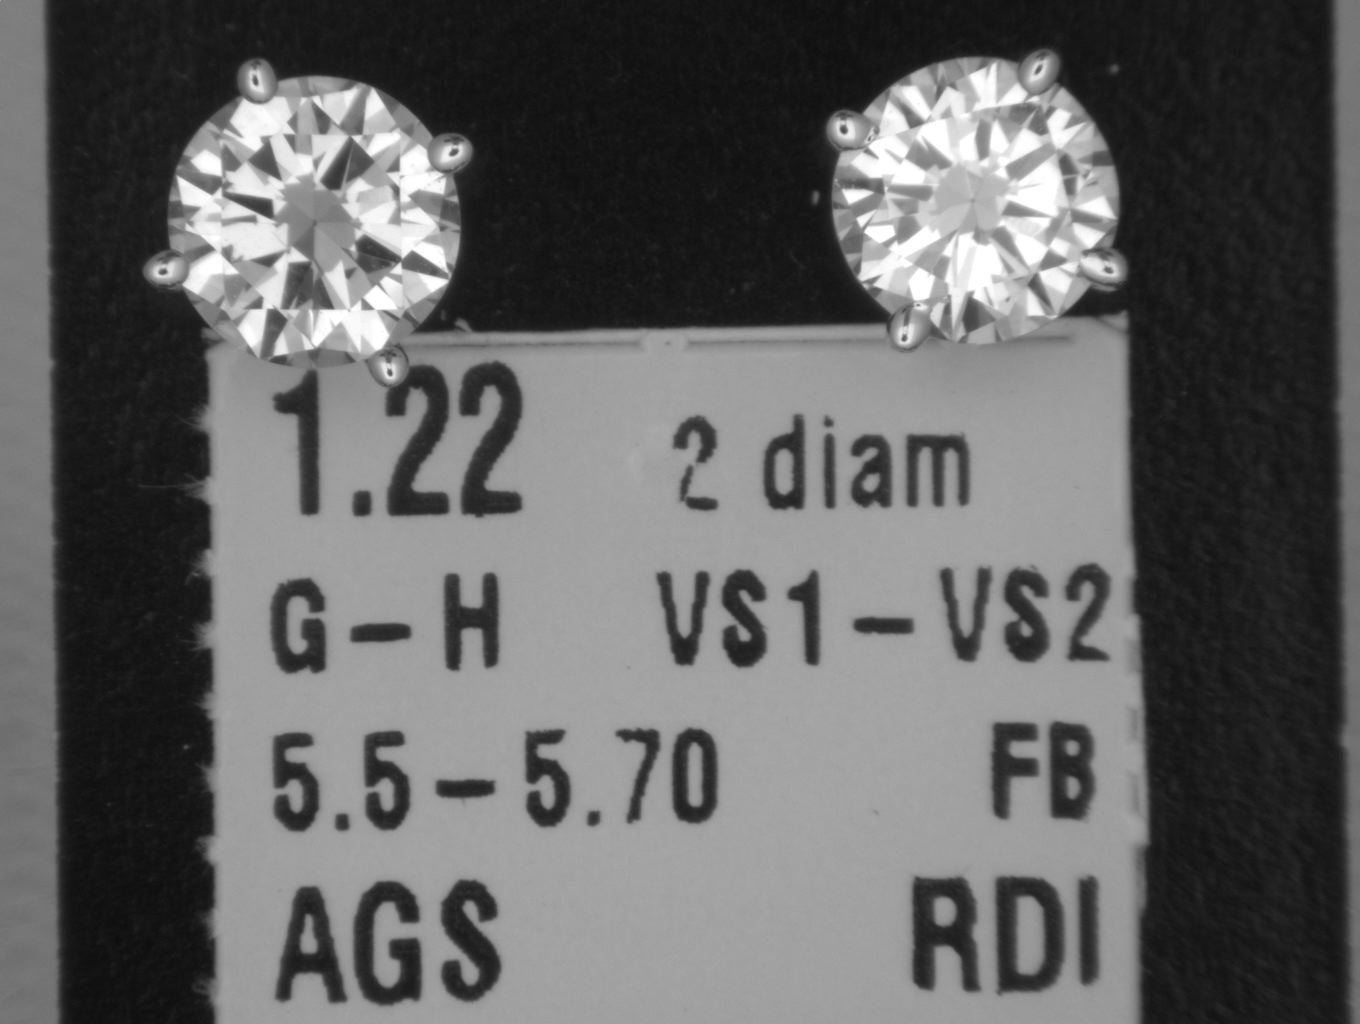 1.22 2 diam
G-H VS1-VS2
5.5-5.70 FB
AGS RDI